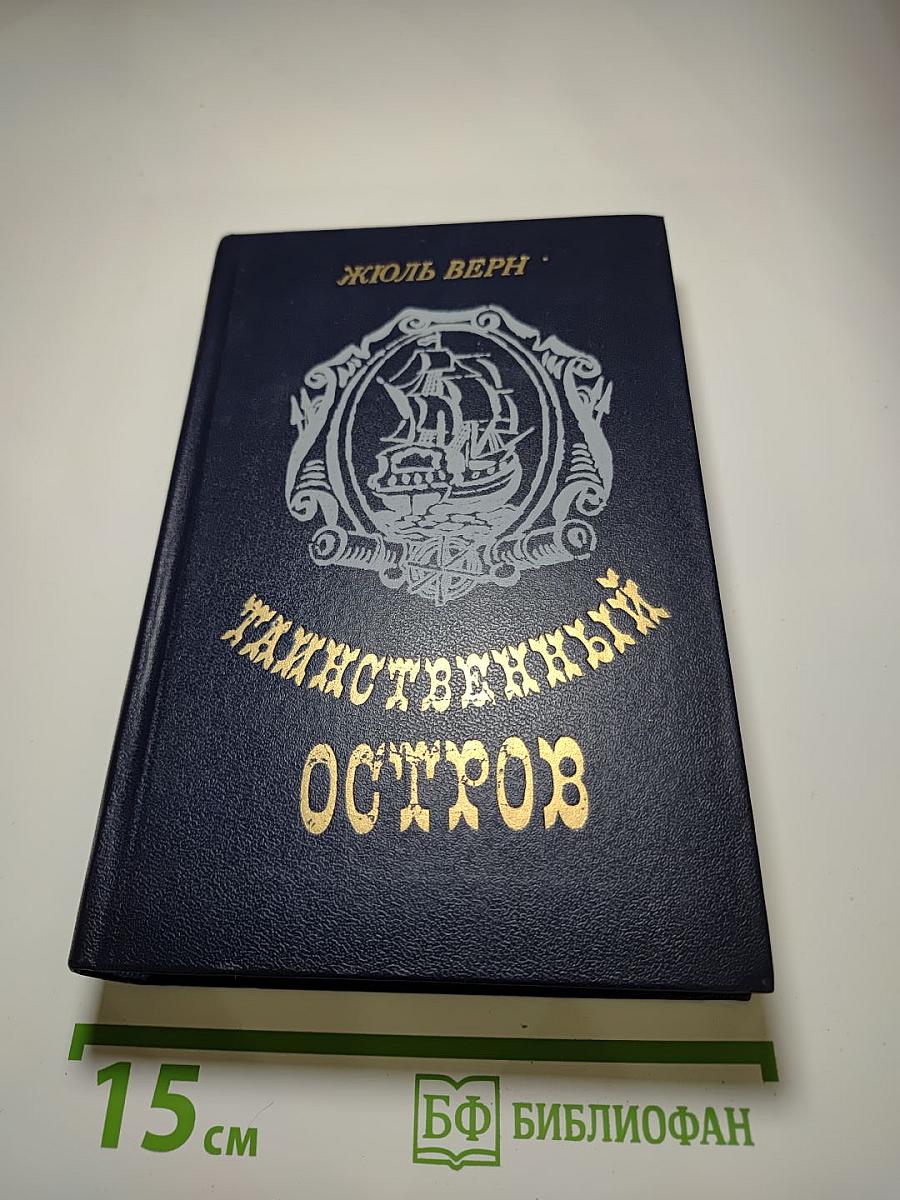 ЖЮЛЬ ВЕРН
ТАИНСТВЕННЫЙ
ОСТРОВ
15 см
БФ БИБЛИОФАН